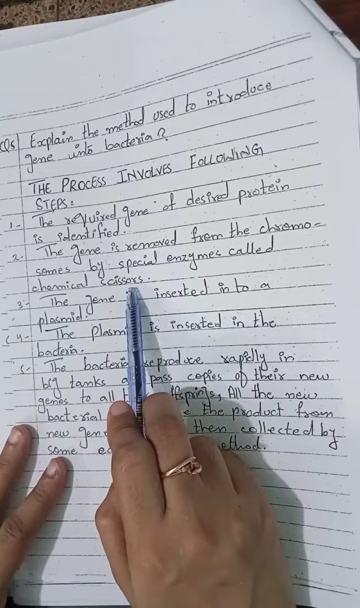 Qs Explain the method used to introduce
gene into bacteria?
THE PROCESS INVOLVES FOLLOWING
STEPS:
1- The required gene of desired protein
is identified.
2- The gene is removed from the chromo-
somes by special enzymes called
chemical scissors.
3- The gene inserted in to a
plasmid.
4- The plasmi is inserted in the
bacteria.
The bacteria reproduce rapidly in
big tanks pass copies of their new
genes to all All the new
bacterial the product from
new gen then collected by
some method.